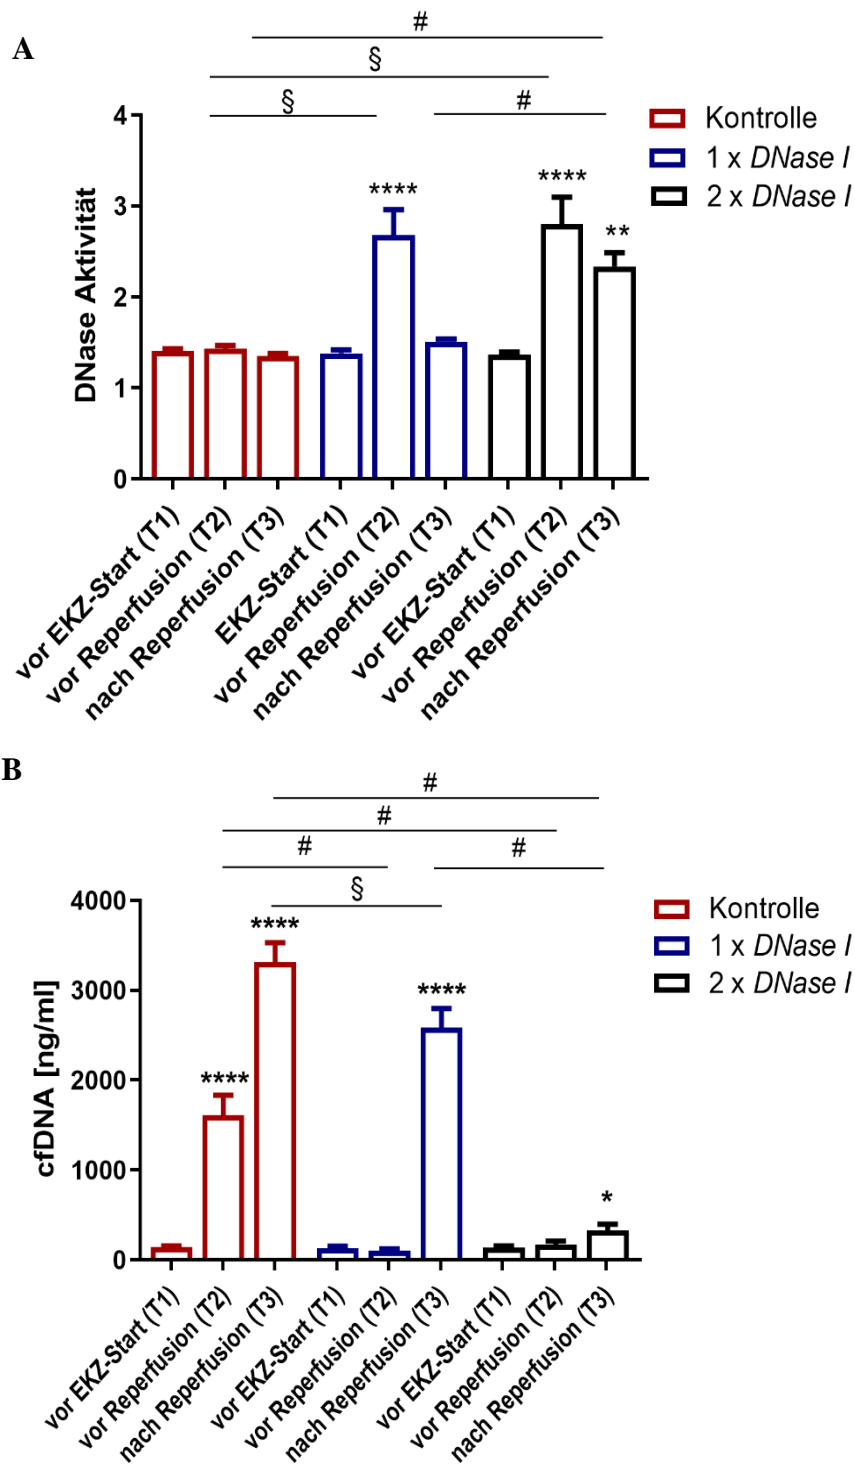 A
#
§
§
#
Kontrolle
1 x DNase I
2 x DNase I
DNase Aktivität
4
3
2
1
0
****
****
**
vor EKZ-Start (T1)
vor Reperfusion (T2)
nach Reperfusion (T3)
EKZ-Start (T1)
vor Reperfusion (T2)
nach Reperfusion (T3)
vor EKZ-Start (T1)
vor Reperfusion (T2)
nach Reperfusion (T3)
B
#
#
#
#
§
Kontrolle
1 x DNase I
2 x DNase I
cfDNA [ng/ml]
4000
3000
2000
1000
0
****
****
****
*
vor EKZ-Start (T1)
vor Reperfusion (T2)
nach Reperfusion (T3)
vor EKZ-Start (T1)
vor Reperfusion (T2)
nach Reperfusion (T3)
vor EKZ-Start (T1)
vor Reperfusion (T2)
nach Reperfusion (T3)